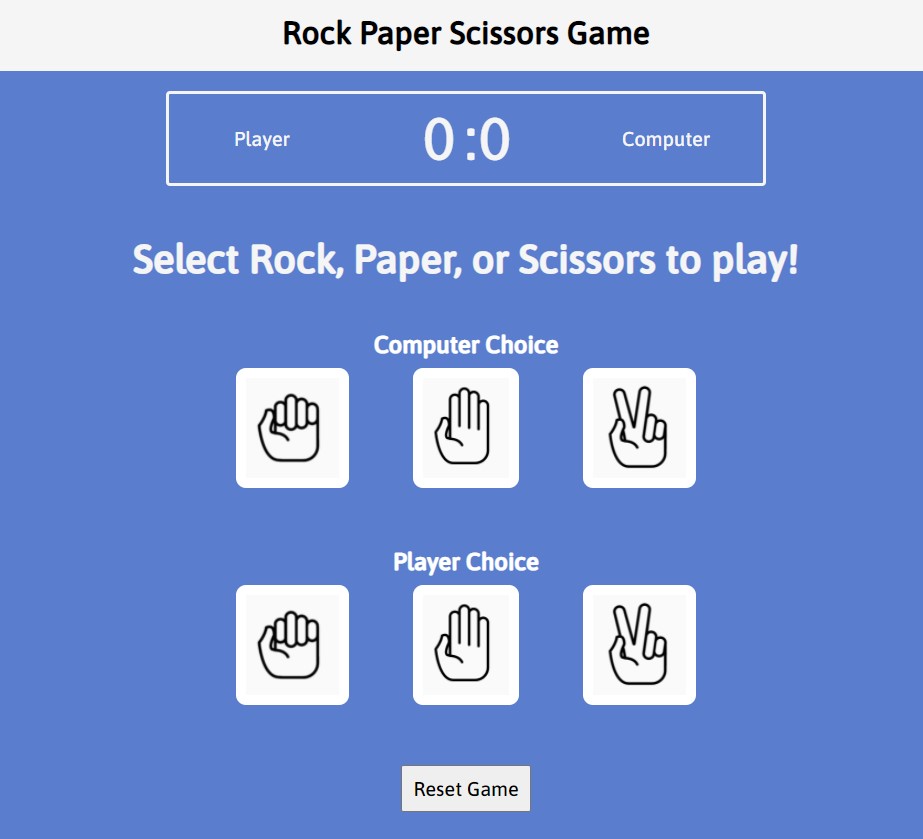 Rock Paper Scissors Game
Player 0 :0 Computer
Select Rock, Paper, or Scissors to play!
Computer Choice
Player Choice
Reset Game